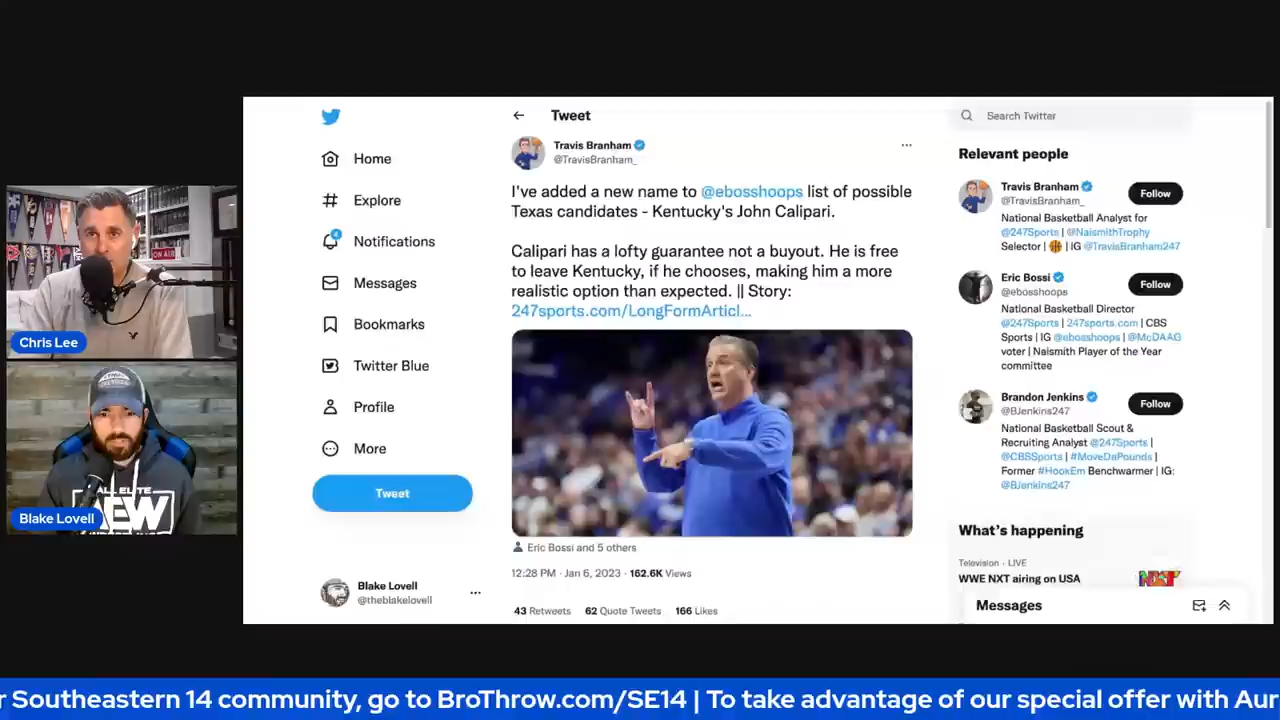 Home
Explore
4
Notifications
Messages
Bookmarks
Twitter Blue
Profile
More
Tweet
Blake Lovell
@theblakelovell
Tweet
Travis Branham
@TravisBranham_
I've added a new name to @ebosshoops list of possible
Texas candidates - Kentucky's John Calipari.
Calipari has a lofty guarantee not a buyout. He is free
to leave Kentucky, if he chooses, making him a more
realistic option than expected. || Story:
247sports.com/LongFormArticl...
Eric Bossi and 5 others
12:28 PM · Jan 6, 2023 · 162.6K Views
43 Retweets 62 Quote Tweets 166 Likes
Search Twitter
Relevant people
Travis Branham
@TravisBranham_
Follow
National Basketball Analyst for
@247Sports | @NaismithTrophy
Selector | 🏀 | IG @TravisBranham247
Eric Bossi
@ebosshoops
Follow
National Basketball Director
@247Sports | 247sports.com | CBS
Sports | IG @ebosshoops | @McDAAG
voter | Naismith Player of the Year
committee
Brandon Jenkins
@BJenkins247
Follow
National Basketball Scout &
Recruiting Analyst @247Sports |
@CBSSports | #MoveDaPounds |
Former #HookEm Benchwarmer | IG:
@BJenkins247
What's happening
Television · LIVE
WWE NXT airing on USA
NXT
Messages
ON AIR
Chris Lee
ALL ELITE
AEW
Blake Lovell
r Southeastern 14 community, go to BroThrow.com/SE14 | To take advantage of our special offer with Aur